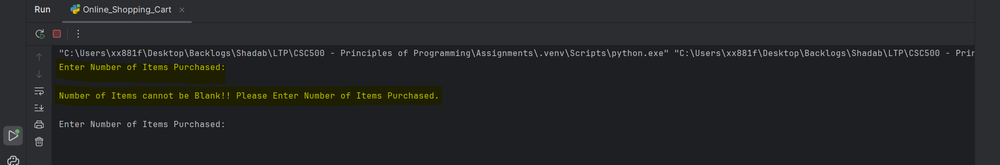 Run Online_Shopping_Cart
"C:\Users\xx881f\Desktop\Backlogs\Shadab\LTP\CSC500 - Principles of Programming\Assignments\.venv\Scripts\python.exe" "C:\Users\xx881f\Desktop\Backlogs\Shadab\LTP\CSC500 - Prin
Enter Number of Items Purchased:
Number of Items cannot be Blank!! Please Enter Number of Items Purchased.
Enter Number of Items Purchased: